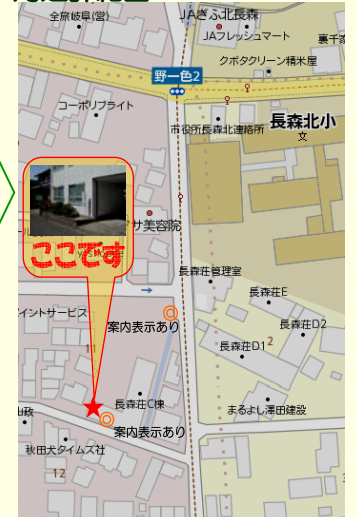 全旅岐阜(営)
JAぎふ北長森
JAフレッシュマート
裏千家
クボタクリーン精米屋
野一色2
コーポリブライト
市役所長森北連絡所
長森北小
文
サ美容院
ここです
長森荘管理室
長森荘E
イントサービス
案内表示あり
長森荘D2
11
長森荘D1
2
長森荘C棟
まるよし澤田建設
案内表示あり
秋田犬タイムズ社
12